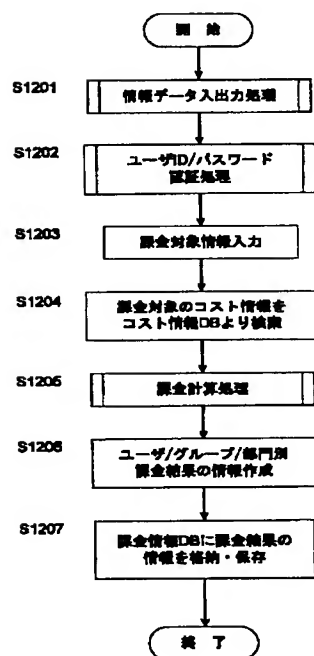 開 始
S1201
情報データ入出力処理
S1202
ユーザID/パスワード
認証処理
S1203
課金対象情報入力
S1204
課金対象のコスト情報を
コスト情報DBより検索
S1205
課金計算処理
S1206
ユーザ/グループ/部門別
課金結果の情報作成
S1207
課金情報DBに課金結果の
情報を格納・保存
終 了